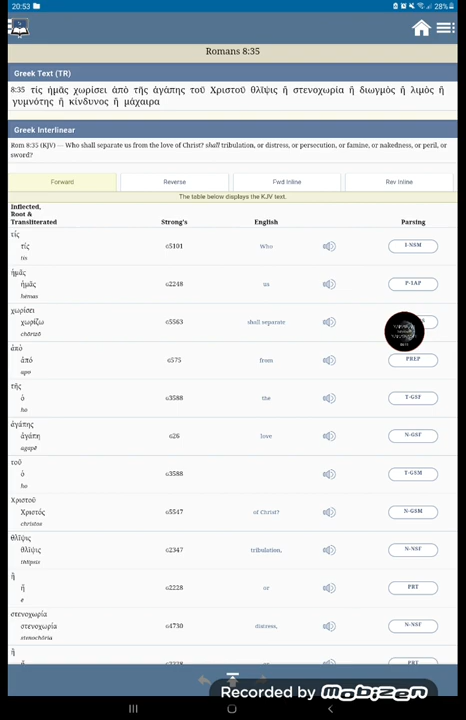 20:53
28%
Romans 8:35
Greek Text (TR)
8:35 τίς ἡμᾶς χωρίσει ἀπὸ τῆς ἀγάπης τοῦ Χριστοῦ θλῖψις ἢ στενοχωρία ἢ διωγμὸς ἢ λιμὸς ἢ
γυμνότης ἢ κίνδυνος ἢ μάχαιρα
Greek Interlinear
Rom 8:35 (KJV) — Who shall separate us from the love of Christ? shall tribulation, or distress, or persecution, or famine, or nakedness, or peril, or
sword?
Forward Reverse Fwd Inline Rev Inline
The table below displays the KJV text.
Inflected,
Root &
Transliterated Strong's English Parsing
τίς
τίς G5101 Who I-NSM
tis
ἡμᾶς
ἡμᾶς G2248 us P-1AP
hēmas
χωρίσει
χωρίζω G5563 shall separate
chōrizō
ἀπὸ
ἀπό G575 from PREP
apo
τῆς
ὁ G3588 the T-GSF
ho
ἀγάπης
ἀγάπη G26 love N-GSF
agapē
τοῦ
ὁ G3588 T-GSM
ho
Χριστοῦ
Χριστός G5547 of Christ? N-GSM
christos
θλῖψις
θλῖψις G2347 tribulation, N-NSF
thlipsis
ἢ
ἤ G2228 or PRT
ē
στενοχωρία
στενοχωρία G4730 distress, N-NSF
stenochōria
ἢ
G2228 or PRT
Recorded by mobizen